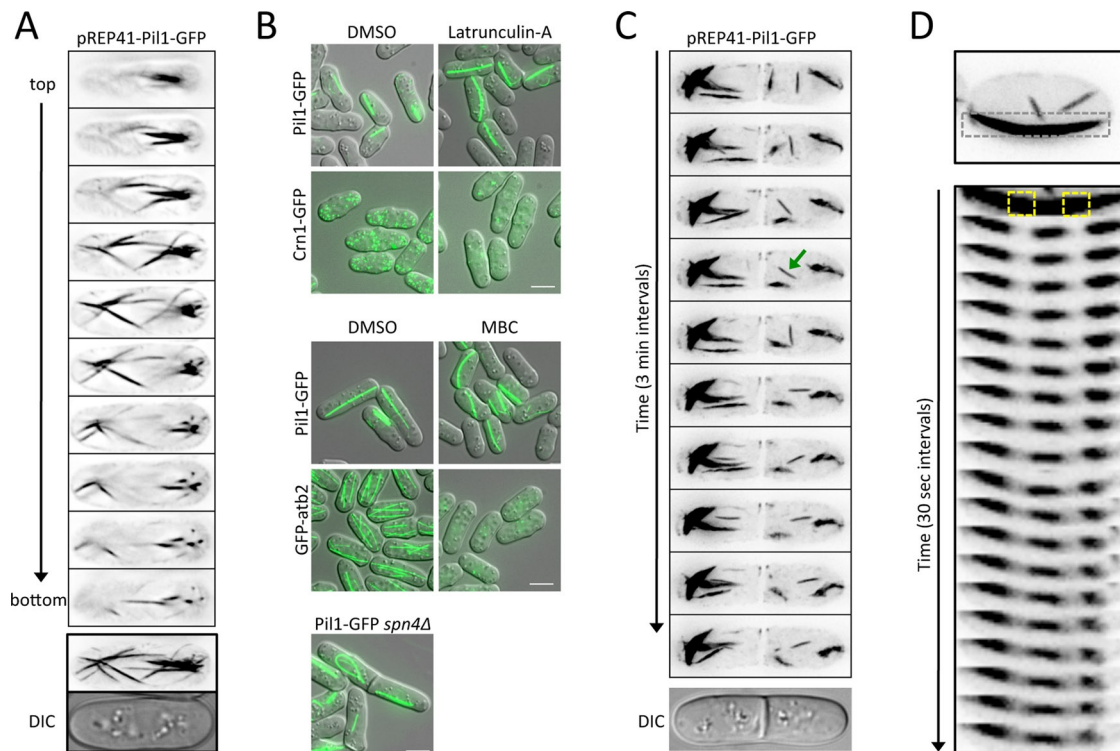 A
pREP41-Pil1-GFP
top
bottom
DIC
B
DMSO
Latrunculin-A
Pil1-GFP
Crn1-GFP
DMSO
MBC
Pil1-GFP
GFP-atb2
Pil1-GFP spn4Δ
C
pREP41-Pil1-GFP
Time (3 min intervals)
DIC
D
Time (30 sec intervals)